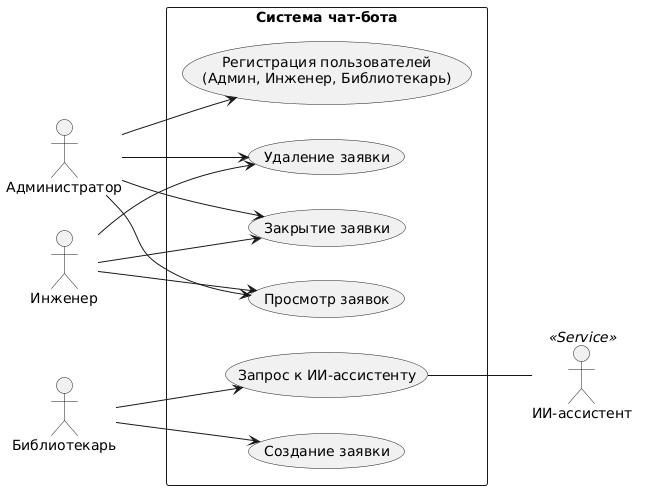 Система чат-бота
Регистрация пользователей
(Админ, Инженер, Библиотекарь)
Удаление заявки
Администратор
Закрытие заявки
Инженер
Просмотр заявок
«Service»
Запрос к ИИ-ассистенту
ИИ-ассистент
Библиотекарь
Создание заявки